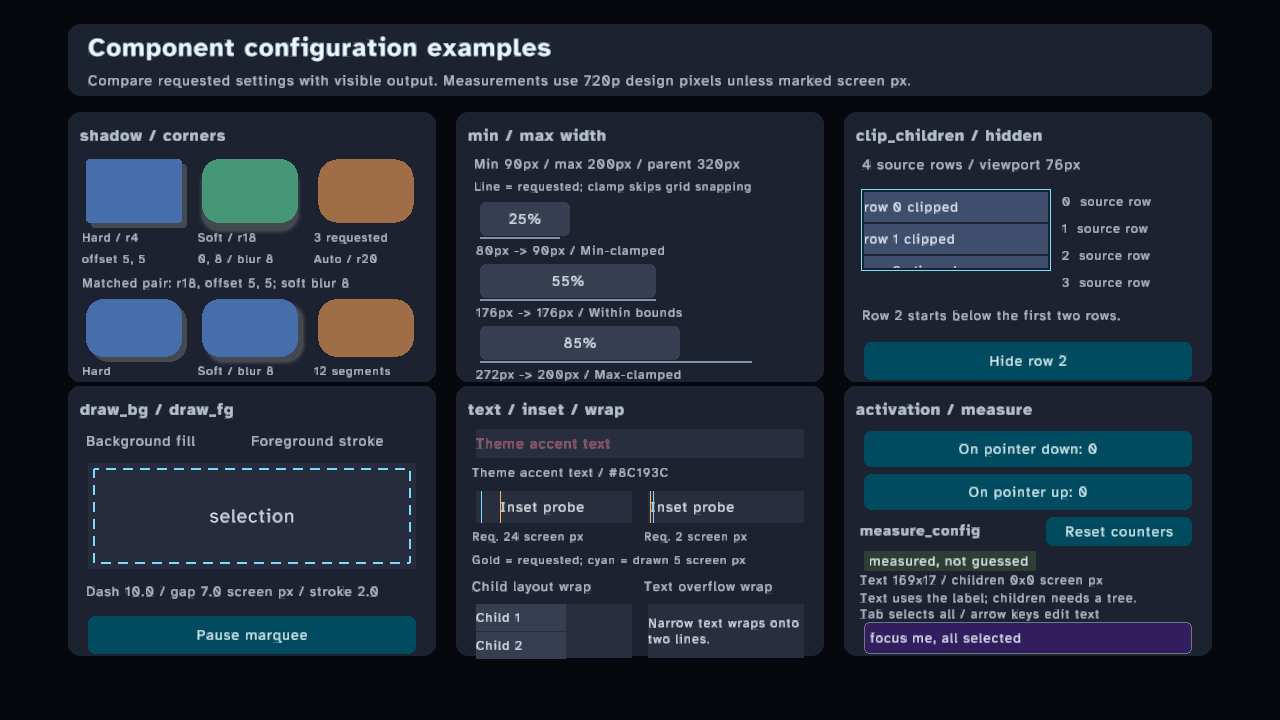 Component configuration examples
Compare requested settings with visible output. Measurements use 720p design pixels unless marked screen px.
shadow / corners
Hard / r4
offset 5, 5
Soft / r18
0, 8 / blur 8
3 requested
Auto / r20
Matched pair: r18, offset 5, 5; soft blur 8
Hard
Soft / blur 8
12 segments
min / max width
Min 90px / max 200px / parent 320px
Line = requested; clamp skips grid snapping
25%
80px -> 90px / Min-clamped
55%
176px -> 176px / Within bounds
85%
272px -> 200px / Max-clamped
clip_children / hidden
4 source rows / viewport 76px
row 0 clipped
row 1 clipped
0 source row
1 source row
2 source row
3 source row
Row 2 starts below the first two rows.
Hide row 2
draw_bg / draw_fg
Background fill
Foreground stroke
selection
Dash 10.0 / gap 7.0 screen px / stroke 2.0
Pause marquee
text / inset / wrap
Theme accent text
Theme accent text / #8C193C
Inset probe
Inset probe
Req. 24 screen px
Req. 2 screen px
Gold = requested; cyan = drawn 5 screen px
Child layout wrap
Text overflow wrap
Child 1
Child 2
Narrow text wraps onto
two lines.
activation / measure
On pointer down: 0
On pointer up: 0
measure_config
Reset counters
measured, not guessed
Text 169x17 / children 0x0 screen px
Text uses the label; children needs a tree.
Tab selects all / arrow keys edit text
focus me, all selected